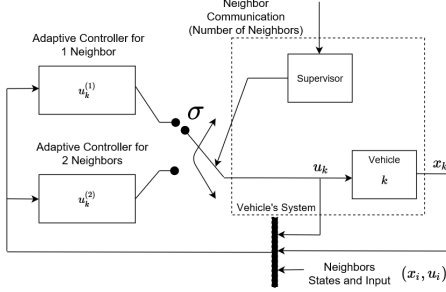 Neighbor
Communication
(Number of Neighbors)
Adaptive Controller for
1 Neighbor
u_k^{(1)}
σ
Supervisor
Adaptive Controller for
2 Neighbors
u_k^{(2)}
u_k
Vehicle
k
x_k
Vehicle's System
Neighbors
States and Input
(x_i, u_i)